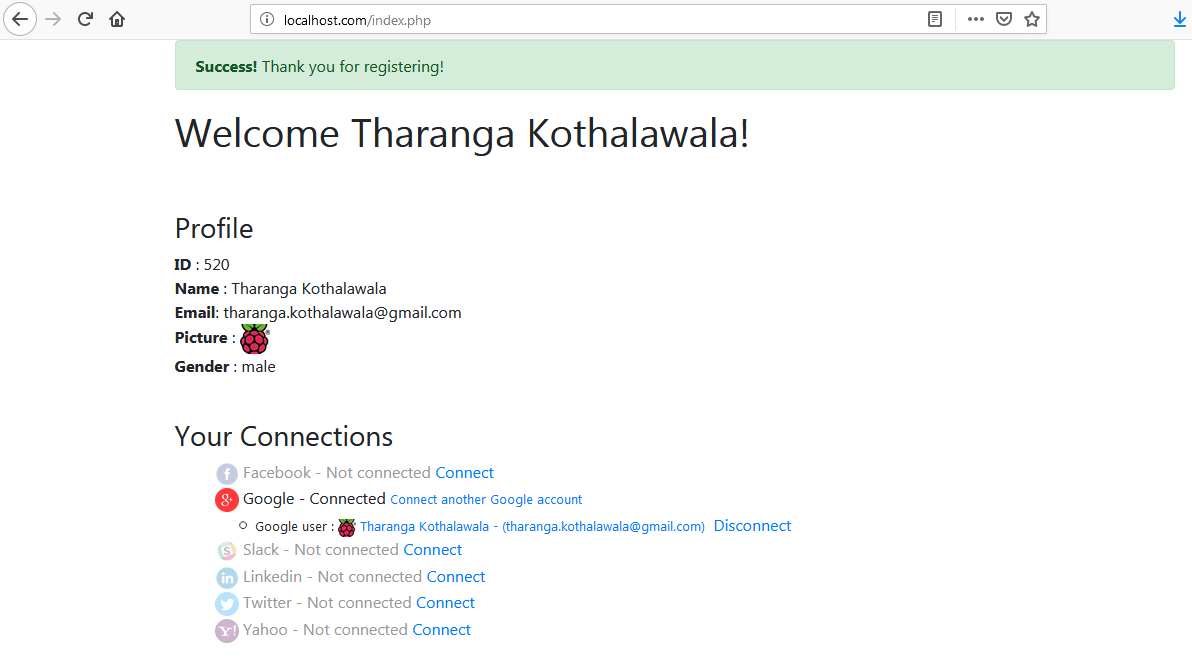 localhost.com/index.php
Success! Thank you for registering!
Welcome Tharanga Kothalawala!
Profile
ID : 520
Name : Tharanga Kothalawala
Email: tharanga.kothalawala@gmail.com
Picture :
Gender : male
Your Connections
Facebook - Not connected Connect
Google - Connected Connect another Google account
Google user : Tharanga Kothalawala - (tharanga.kothalawala@gmail.com) Disconnect
Slack - Not connected Connect
Linkedin - Not connected Connect
Twitter - Not connected Connect
Yahoo - Not connected Connect